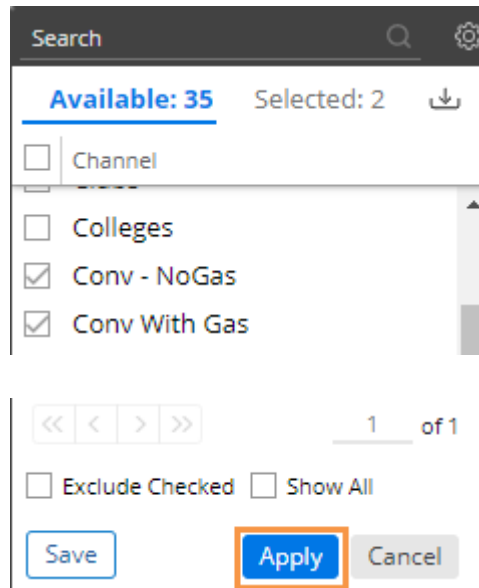 Search
Available: 35 Selected: 2
Channel
Colleges
Conv - NoGas
Conv With Gas
1 of 1
Exclude Checked Show All
Save Apply Cancel